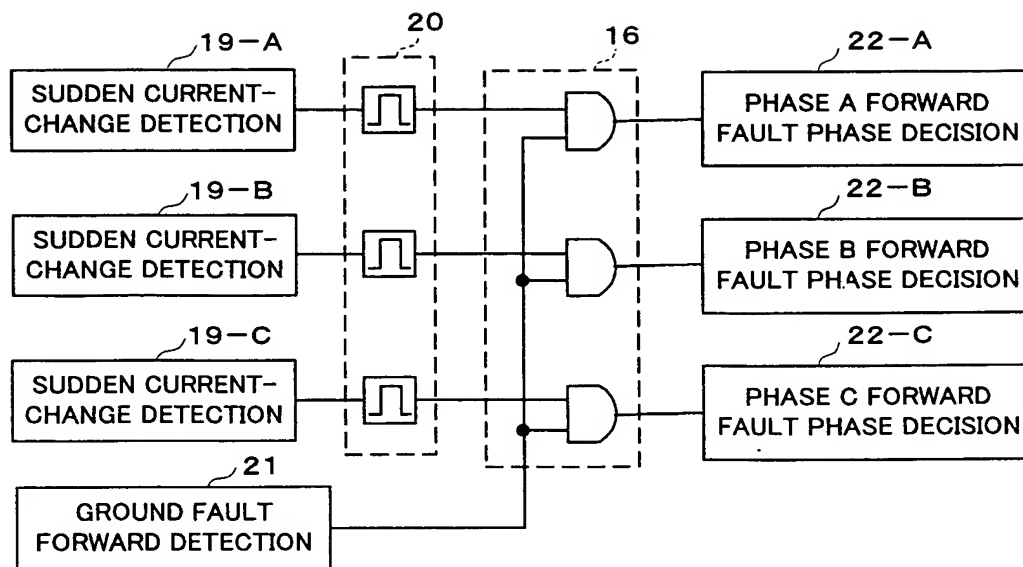 20
16
19-A
22-A
SUDDEN CURRENT-
CHANGE DETECTION
PHASE A FORWARD
FAULT PHASE DECISION
19-B
22-B
SUDDEN CURRENT-
CHANGE DETECTION
PHASE B FORWARD
FAULT PHASE DECISION
19-C
22-C
SUDDEN CURRENT-
CHANGE DETECTION
PHASE C FORWARD
FAULT PHASE DECISION
21
GROUND FAULT
FORWARD DETECTION